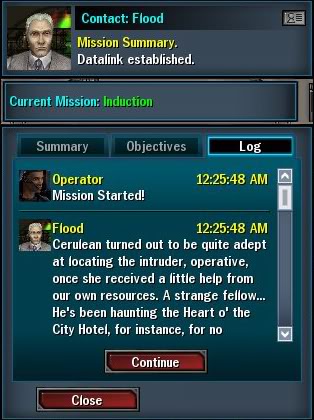 Contact: Flood
Mission Summary.
Datalink established.
Current Mission: Induction
Summary Objectives Log
Operator 12:25:48 AM
Mission Started!
Flood 12:25:48 AM
Cerulean turned out to be quite adept
at locating the intruder, operative,
once she received a little help from
our own resources. A strange fellow...
He's been haunting the Heart o' the
City Hotel, for instance, for no
Continue
Close